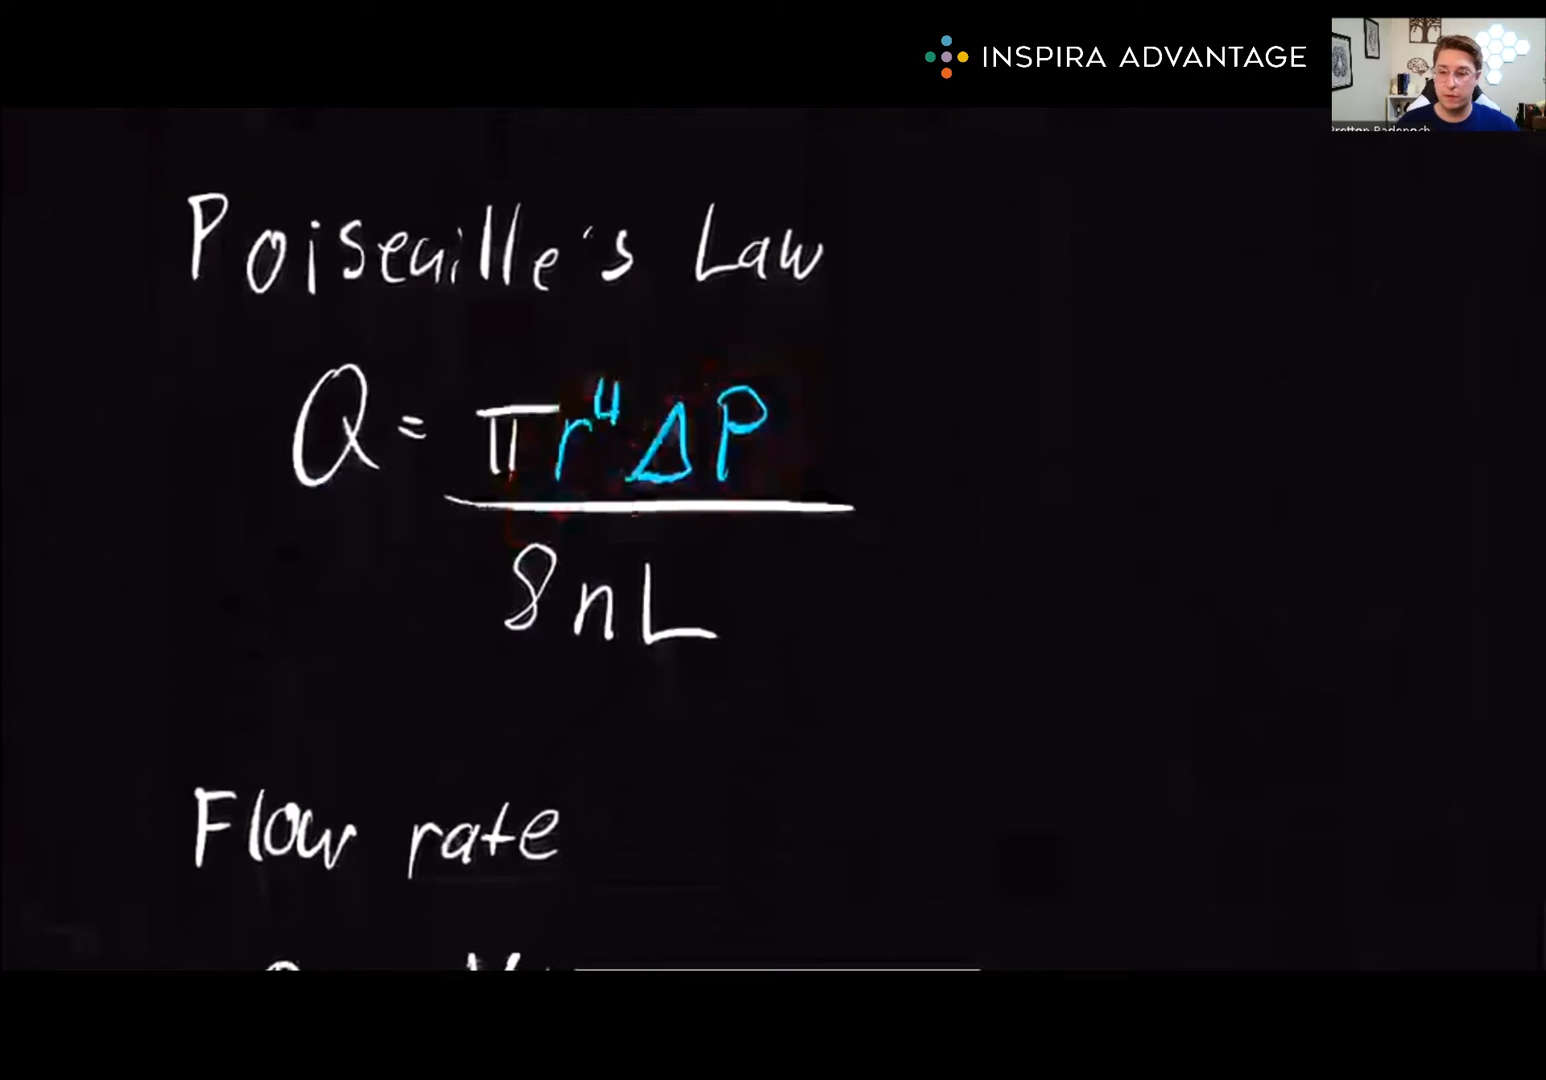 INSPIRA ADVANTAGE
Poiseuille's Law
Q = πr⁴ΔP
8nL
Flow rate